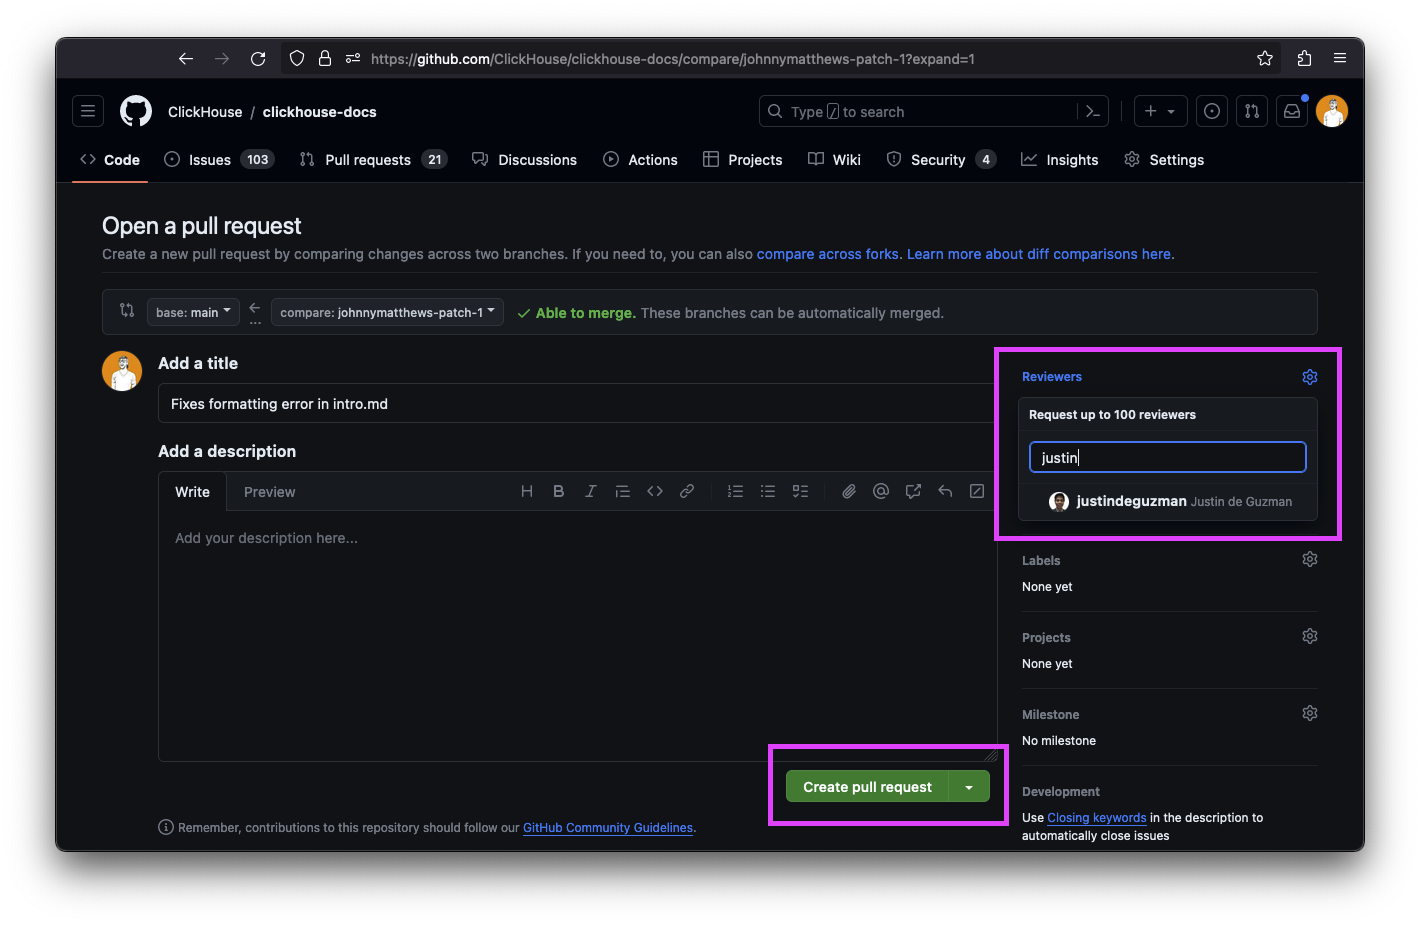 https://github.com/ClickHouse/clickhouse-docs/compare/johnnymatthews-patch-1?expand=1
ClickHouse / clickhouse-docs
Type / to search
Code
Issues 103
Pull requests 21
Discussions
Actions
Projects
Wiki
Security 4
Insights
Settings
Open a pull request
Create a new pull request by comparing changes across two branches. If you need to, you can also compare across forks. Learn more about diff comparisons here.
base: main
compare: johnnymatthews-patch-1
Able to merge. These branches can be automatically merged.
Add a title
Fixes formatting error in intro.md
Add a description
Write
Preview
Add your description here...
Create pull request
Remember, contributions to this repository should follow our GitHub Community Guidelines.
Reviewers
Request up to 100 reviewers
justin
justindeguzman Justin de Guzman
Labels
None yet
Projects
None yet
Milestone
No milestone
Development
Use Closing keywords in the description to
automatically close issues